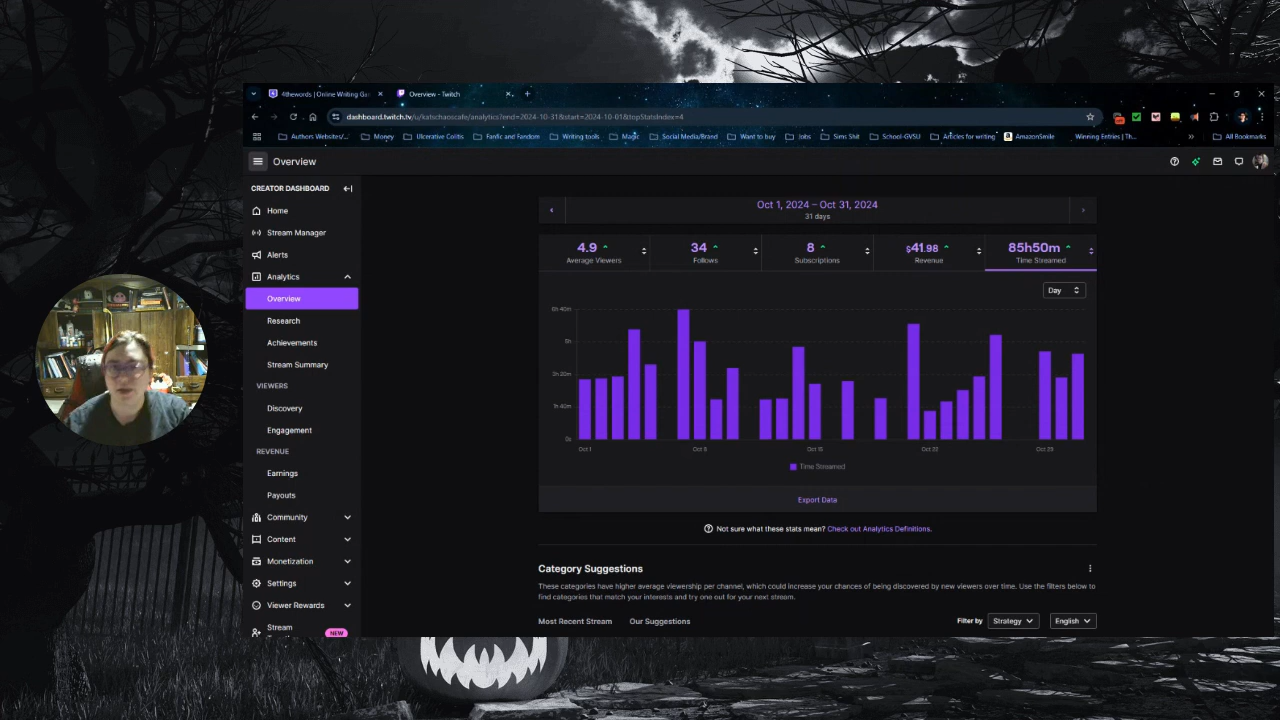 4thewords | Online Writing Ga
Overview - Twitch
dashboard.twitch.tv/u/katschaoscafe/analytics?end=2024-10-31&start=2024-10-01&topStatsIndex=4
Authors Websites/... Money Ulcerative Colitis Fanfic and Fandom Writing tools Magic Social Media/Brand Want to buy Jobs Sims Shit School-GVSU Articles for writing AmazonSmile Winning Entries | Th... » All Bookmarks
Overview
CREATOR DASHBOARD
Home
Stream Manager
Alerts
Analytics
Overview
Research
Achievements
Stream Summary
VIEWERS
Discovery
Engagement
REVENUE
Earnings
Payouts
Community
Content
Monetization
Settings
Viewer Rewards
Stream
NEW
Oct 1, 2024 – Oct 31, 2024
31 days
4.9 34 8 $41.98 85h50m
Average Viewers Follows Subscriptions Revenue Time Streamed
Day
6h 40m
5h
3h 20m
1h 40m
0s
Oct 1 Oct 8 Oct 15 Oct 22 Oct 29
Time Streamed
Export Data
Not sure what these stats mean? Check out Analytics Definitions.
Category Suggestions
These categories have higher average viewership per channel, which could increase your chances of being discovered by new viewers over time. Use the filters below to
find categories that match your interests and try one out for your next stream.
Most Recent Stream Our Suggestions Filter by Strategy English